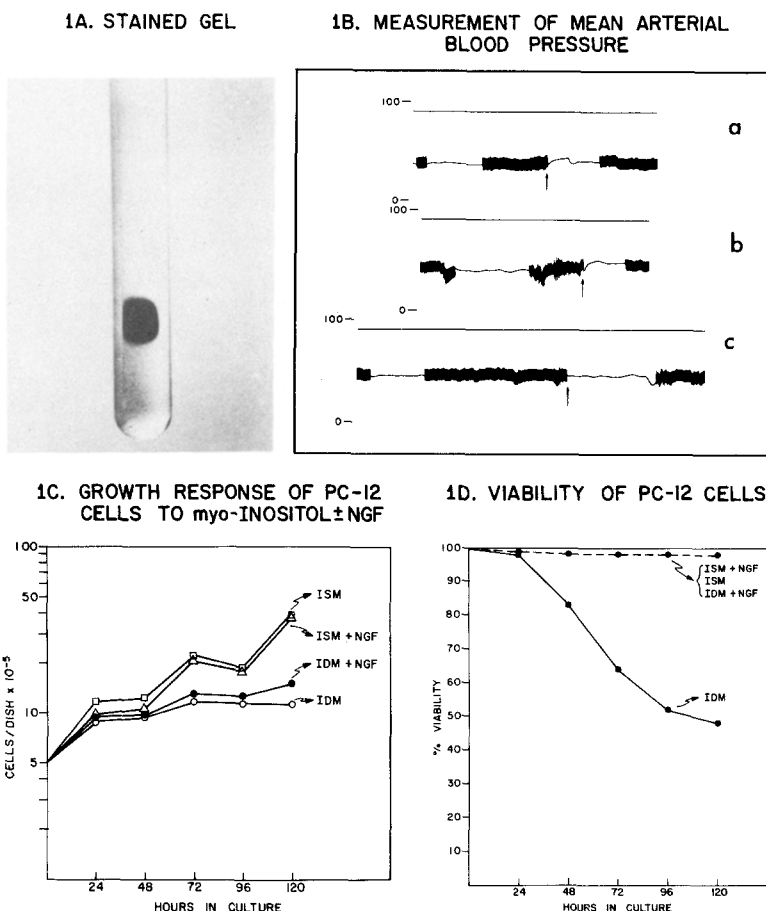 1A. STAINED GEL
1B. MEASUREMENT OF MEAN ARTERIAL
BLOOD PRESSURE
100
a
0
100
b
0
100
c
0
1C. GROWTH RESPONSE OF PC-12
CELLS TO myo-INOSITOL±NGF
CELLS/DISH x 10⁻⁵
100
50
10
5
ISM
ISM + NGF
IDM + NGF
IDM
24 48 72 96 120
HOURS IN CULTURE
1D. VIABILITY OF PC-12 CELLS
% VIABILITY
100
90
80
70
60
50
40
30
20
10
ISM + NGF
ISM
IDM + NGF
IDM
24 48 72 96 120
HOURS IN CULTURE